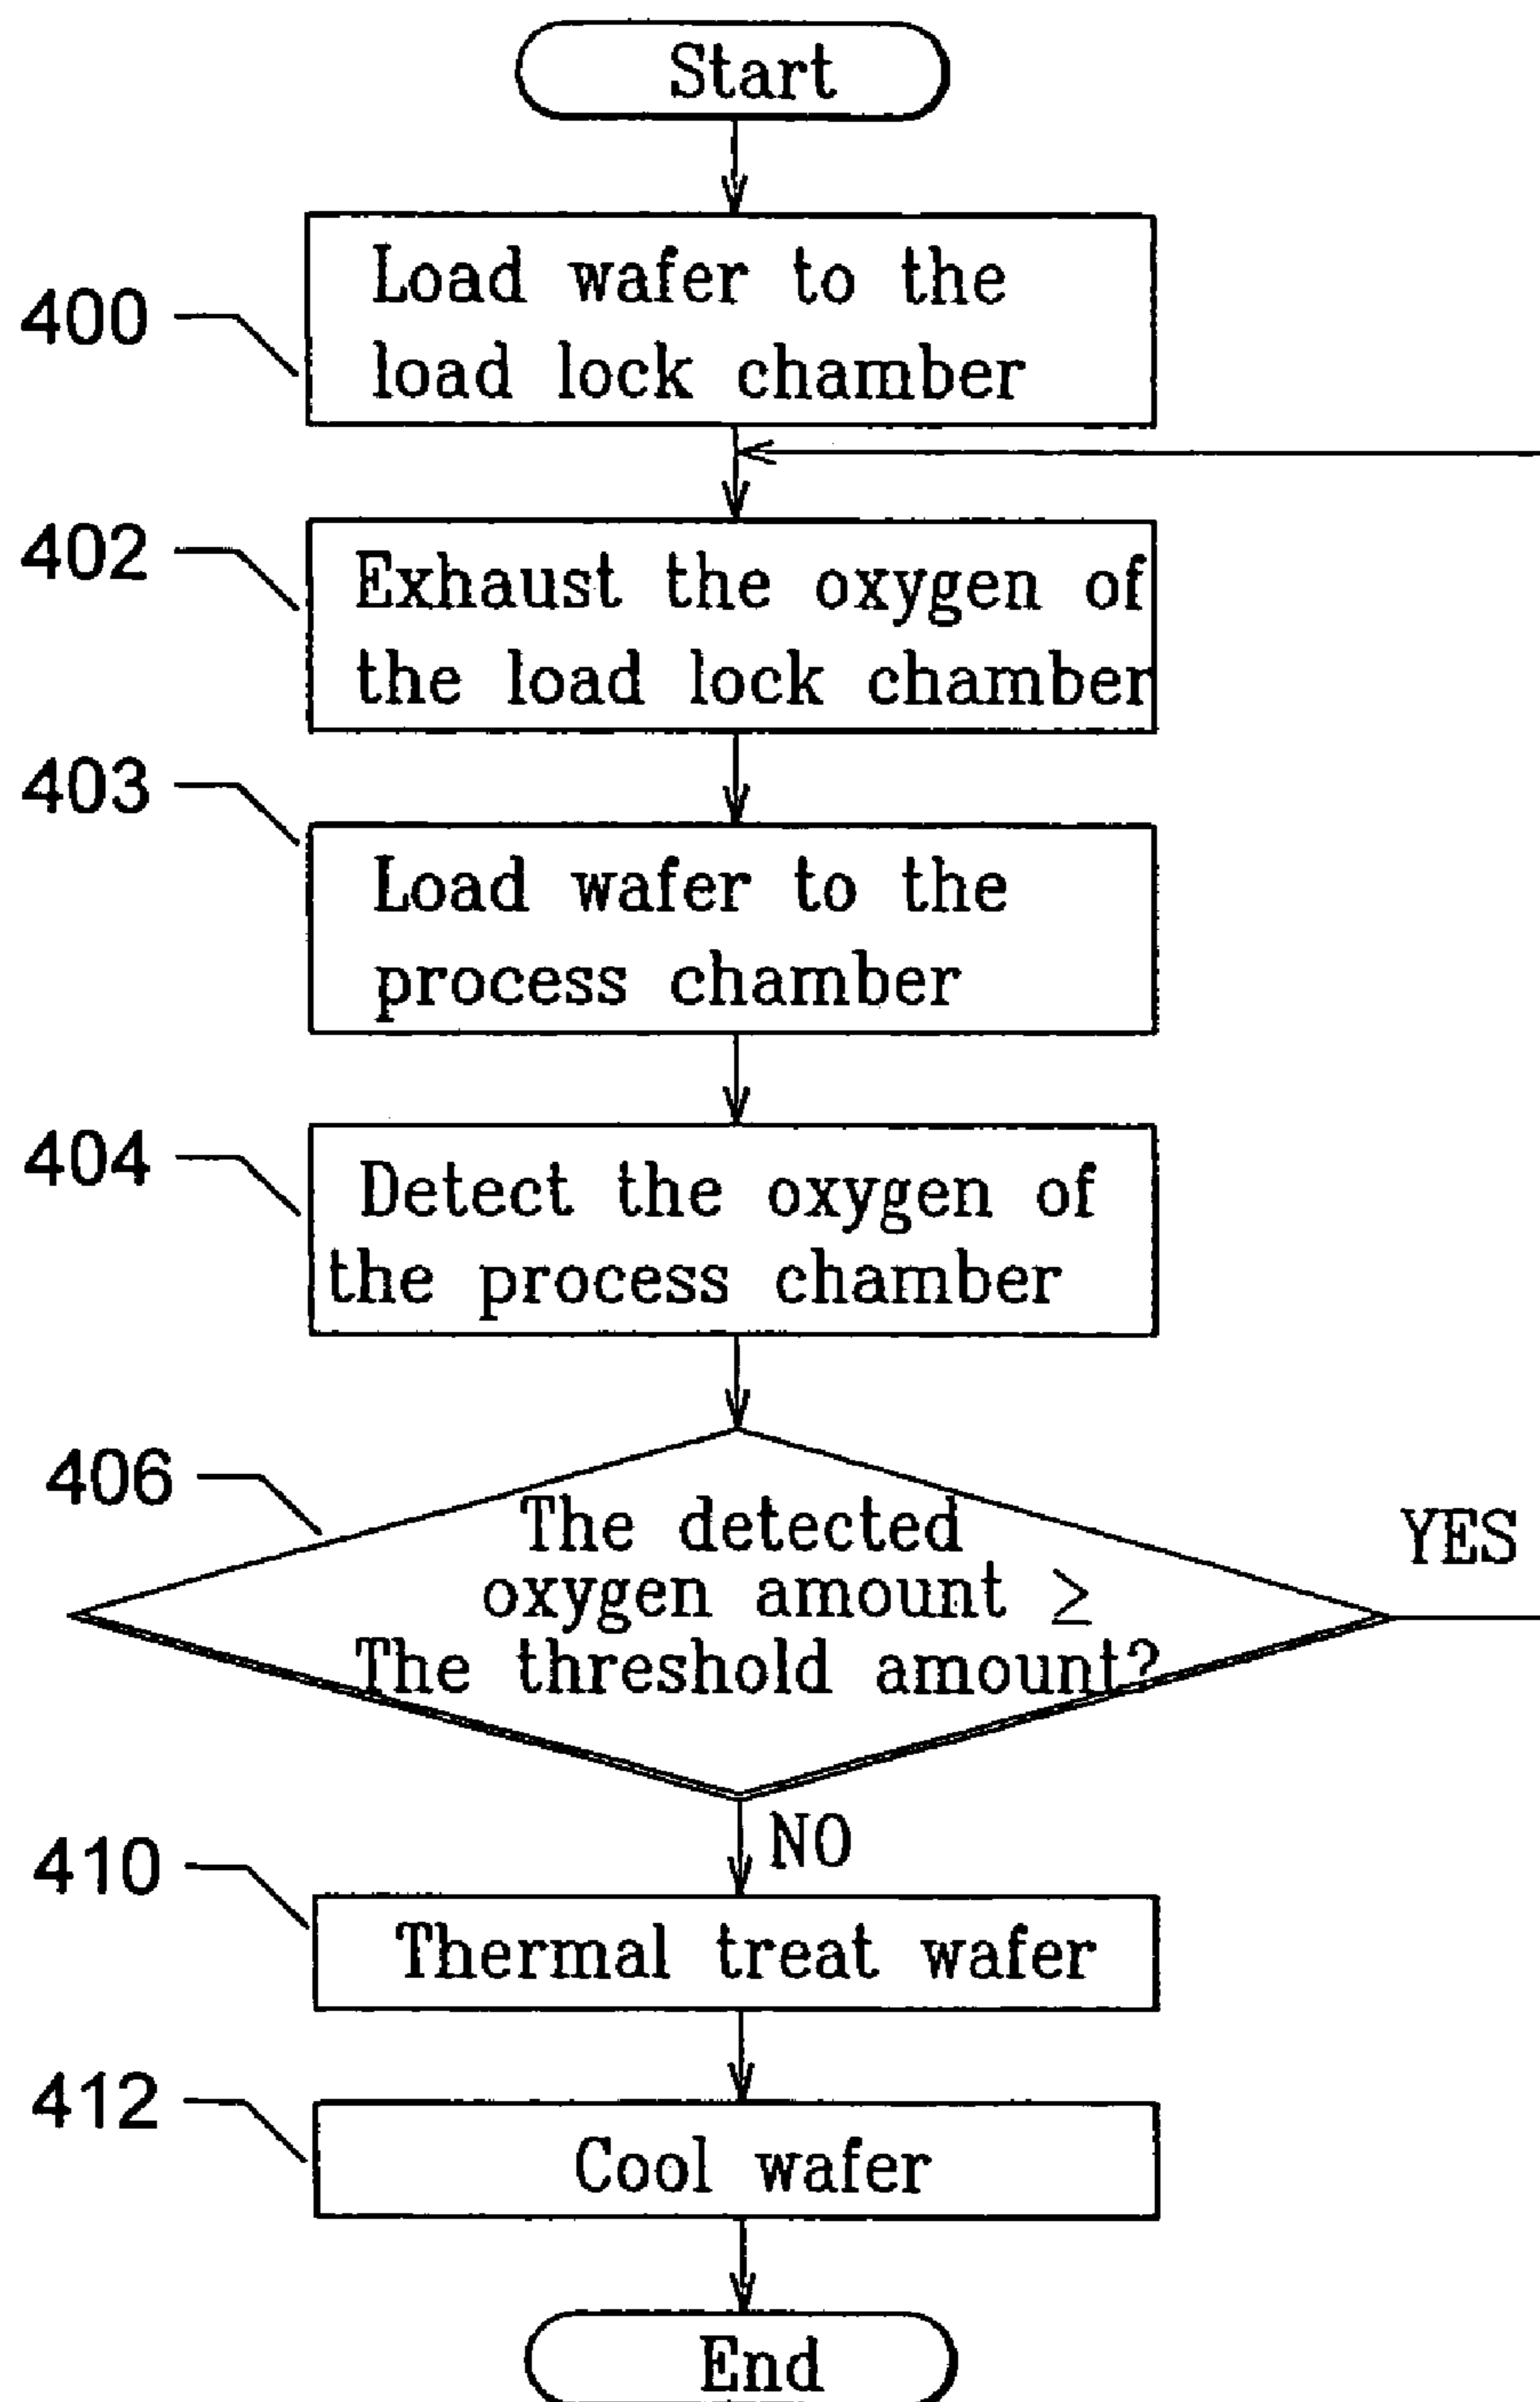 Start
400
Load wafer to the
load lock chamber
402
Exhaust the oxygen of
the load lock chamber
403
Load wafer to the
process chamber
404
Detect the oxygen of
the process chamber
406
The detected
oxygen amount ≥
The threshold amount?
YES
NO
410
Thermal treat wafer
412
Cool wafer
End